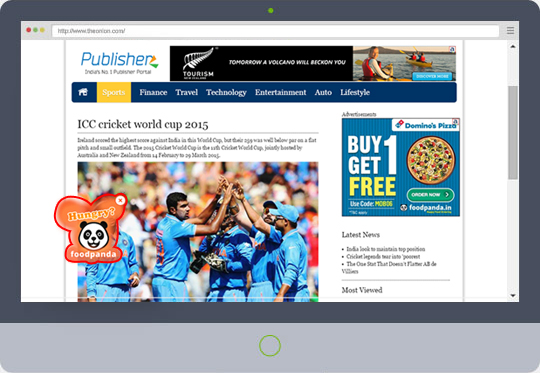 http://www.theonion.com/
Publisher
India's No.1 Publisher Portal
TOURISM
NEW ZEALAND
TOMORROW A VOLCANO WILL BECKON YOU
DISCOVER MORE
Sports Finance Travel Technology Entertainment Auto Lifestyle
ICC cricket world cup 2015
Ireland scored the highest score against India in this World Cup, but their 259 was well below par on a flat
pitch and small outfield. The 2015 Cricket World Cup is the 11th Cricket World Cup, jointly hosted by
Australia and New Zealand from 14 February to 29 March 2015.
Hungry?
foodpanda
Advertisements
Domino's Pizza
BUY 1
GET
FREE
Use Code: MOB06
*T&C apply
ORDER NOW
foodpanda.in
Latest News
India look to maintain top position
Cricket legends tear into 'poorest
The One Stat That Doesn't Flatter AB de
Villiers
Most Viewed